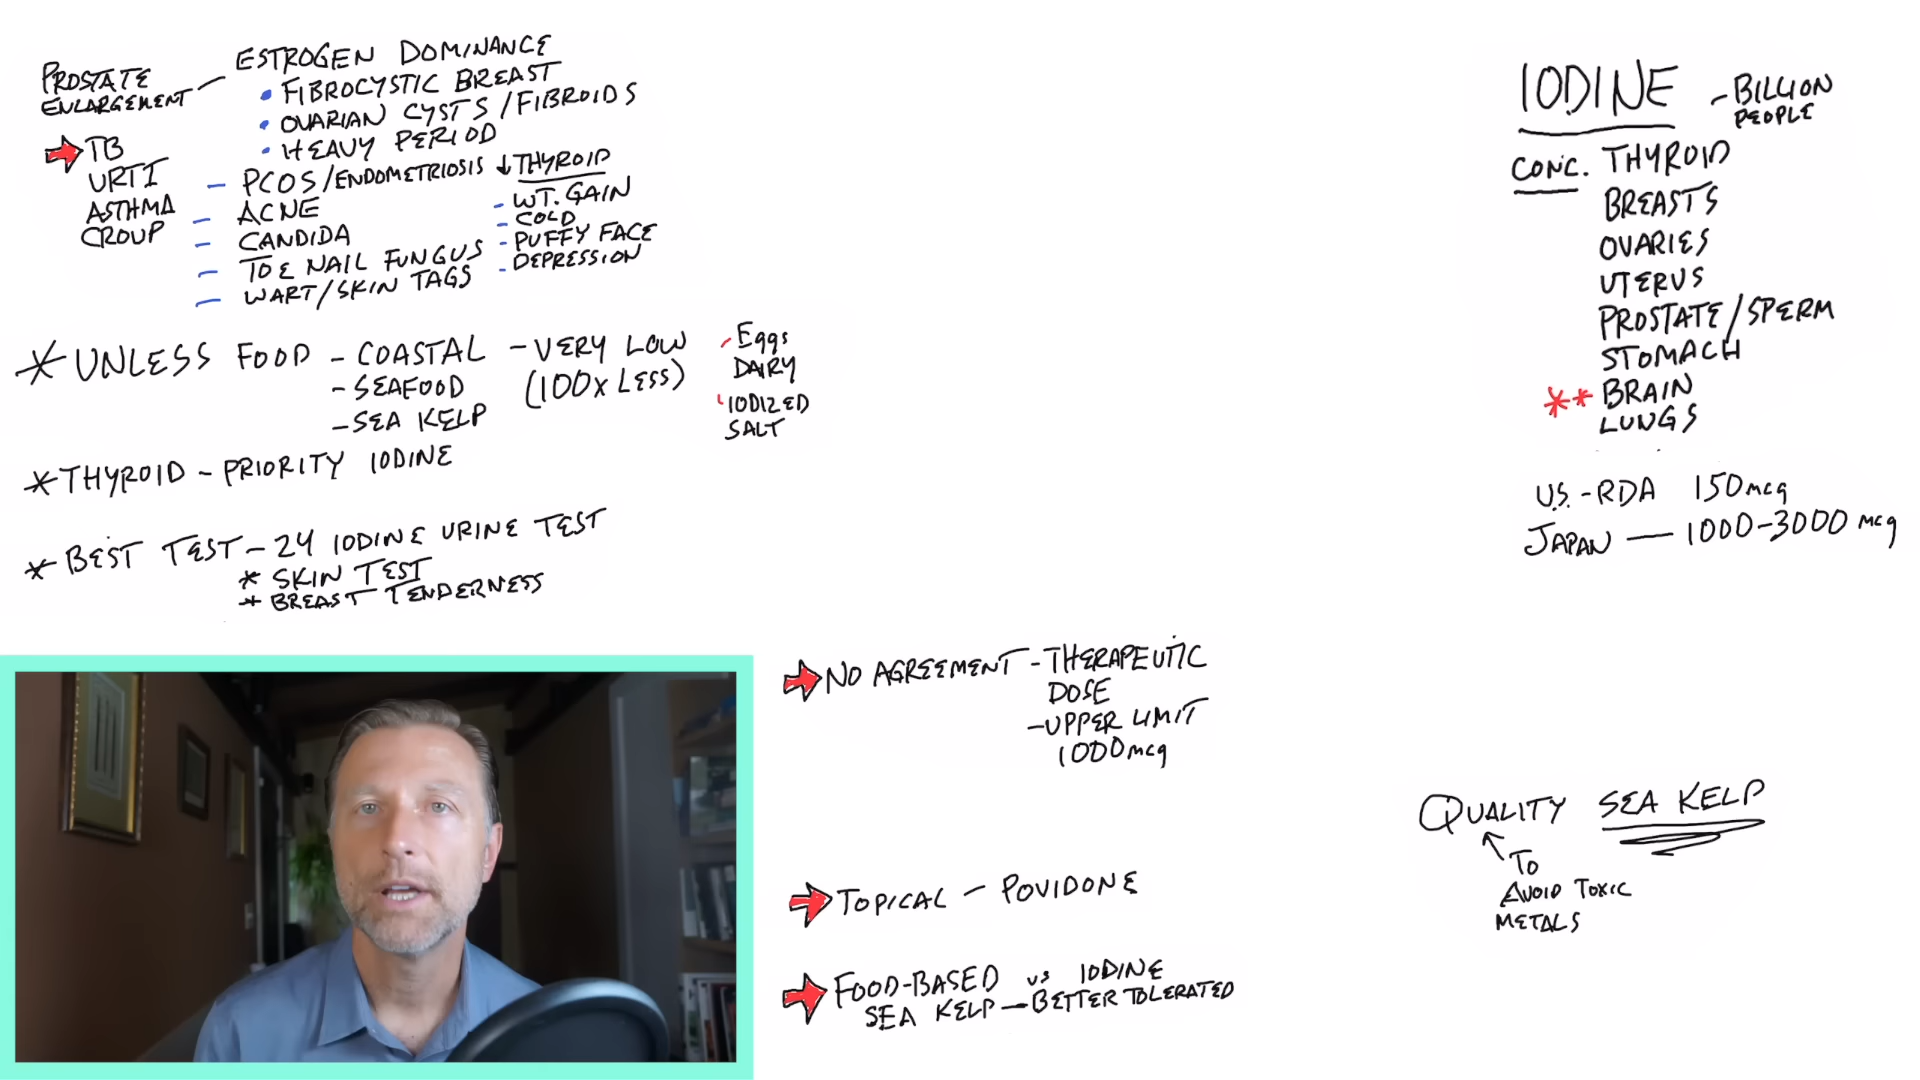 PROSTATE
ENLARGEMENT
ESTROGEN DOMINANCE
• FIBROCYSTIC BREAST
• OVARIAN CYSTS/FIBROIDS
• HEAVY PERIOD
TB
URTI
ASTHMA
CROUP
– PCOS/ENDOMETRIOSIS
– ACNE
– CANDIDA
– TOE NAIL FUNGUS
– WART/SKIN TAGS
↓ THYROID
- WT. GAIN
- COLD
- PUFFY FACE
- DEPRESSION
* UNLESS FOOD - COASTAL
- SEAFOOD
- SEA KELP
- VERY LOW
(100x LESS)
Eggs
DAIRY
IODIZED
SALT
* THYROID - PRIORITY IODINE
* BEST TEST - 24 IODINE URINE TEST
* SKIN TEST
* BREAST TENDERNESS
IODINE
- BILLION
PEOPLE
CONC. THYROID
BREASTS
OVARIES
UTERUS
PROSTATE/SPERM
STOMACH
** BRAIN
LUNGS
U.S. - RDA 150mcg
JAPAN — 1000-3000 mcg
NO AGREEMENT - THERAPEUTIC
DOSE
- UPPER LIMIT
1000mcg
TOPICAL - POVIDONE
FOOD-BASED vs IODINE
SEA KELP — BETTER TOLERATED
QUALITY SEA KELP
TO
AVOID TOXIC
METALS